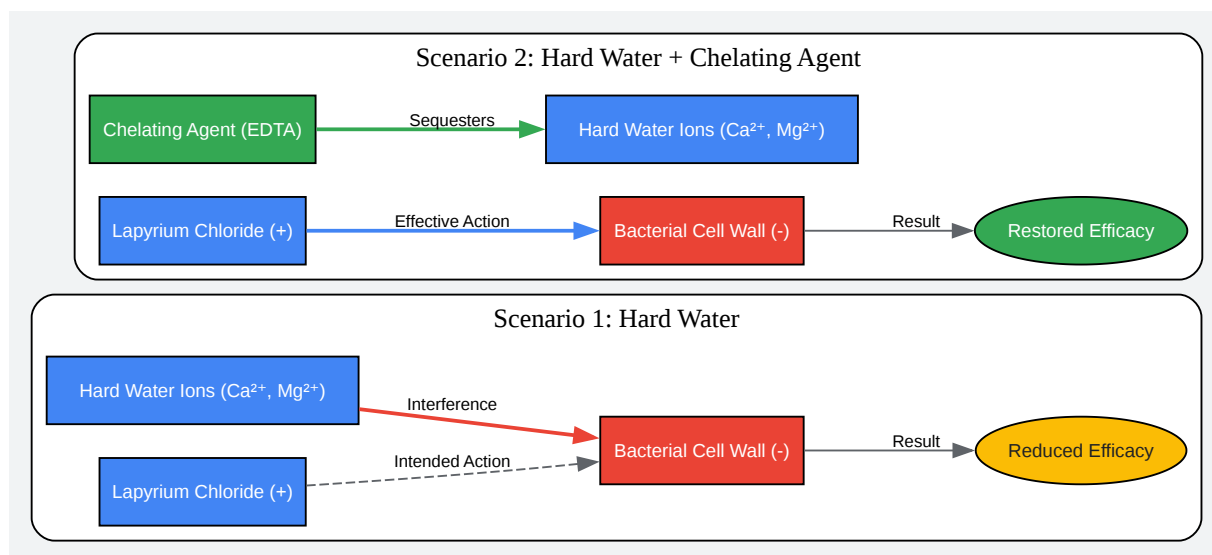 Scenario 2: Hard Water + Chelating Agent
Chelating Agent (EDTA)
Sequesters
Hard Water Ions (Ca²⁺, Mg²⁺)
Lapyrium Chloride (+)
Effective Action
Bacterial Cell Wall (-)
Result
Restored Efficacy
Scenario 1: Hard Water
Hard Water Ions (Ca²⁺, Mg²⁺)
Interference
Lapyrium Chloride (+)
Intended Action
Bacterial Cell Wall (-)
Result
Reduced Efficacy